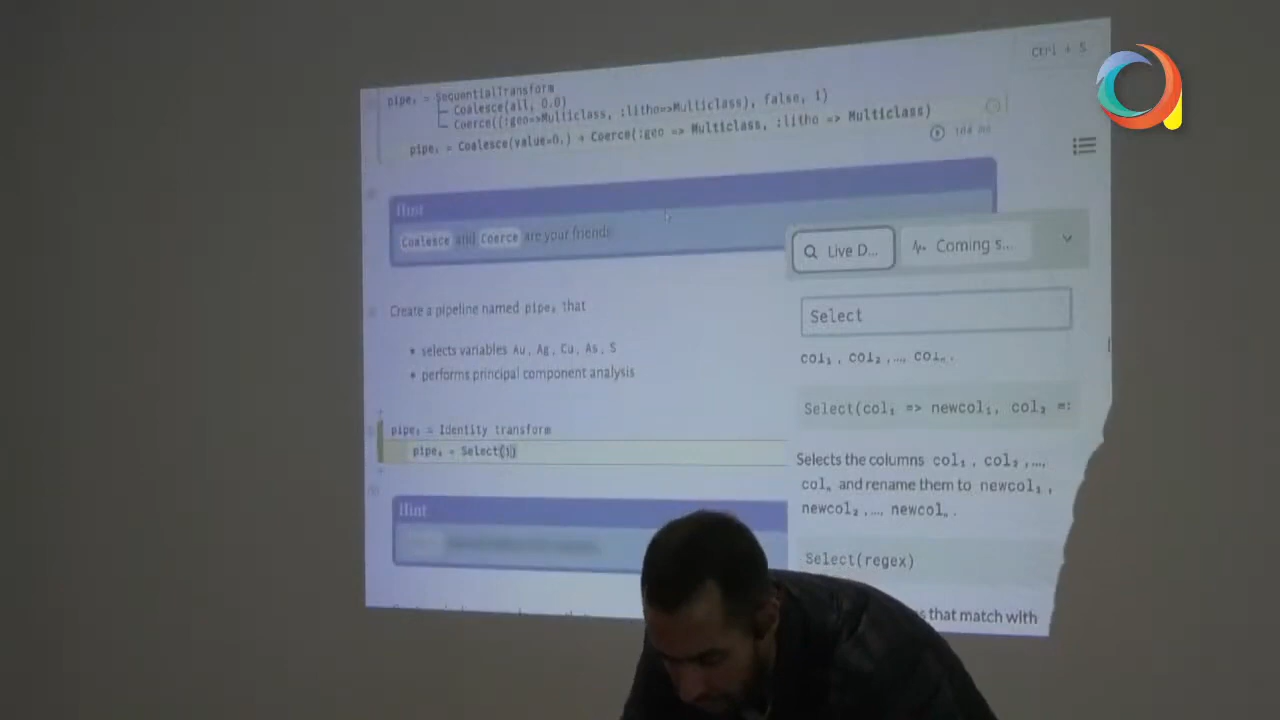 Ctrl + S
pipe₁ = SequentialTransform
├─ Coalesce(all, 0.0)
└─ Coerce((:geo=>Multiclass, :litho=>Multiclass), false, 1)
pipe₁ = Coalesce(value=0.) → Coerce(:geo => Multiclass, :litho => Multiclass)
Hint
Coalesce and Coerce are your friends
Create a pipeline named pipe₂ that
• selects variables Au, Ag, Cu, As, S
• performs principal component analysis
pipe₂ = Identity transform
pipe₂ = Select()
Hint
Live D...
Coming s...
Select
col₁, col₂, …, colₙ.
Select(col₁ => newcol₁, col₂ =
Selects the columns col₁, col₂, …,
colₙ and rename them to newcol₁,
newcol₂, …, newcolₙ.
Select(regex)
that match with